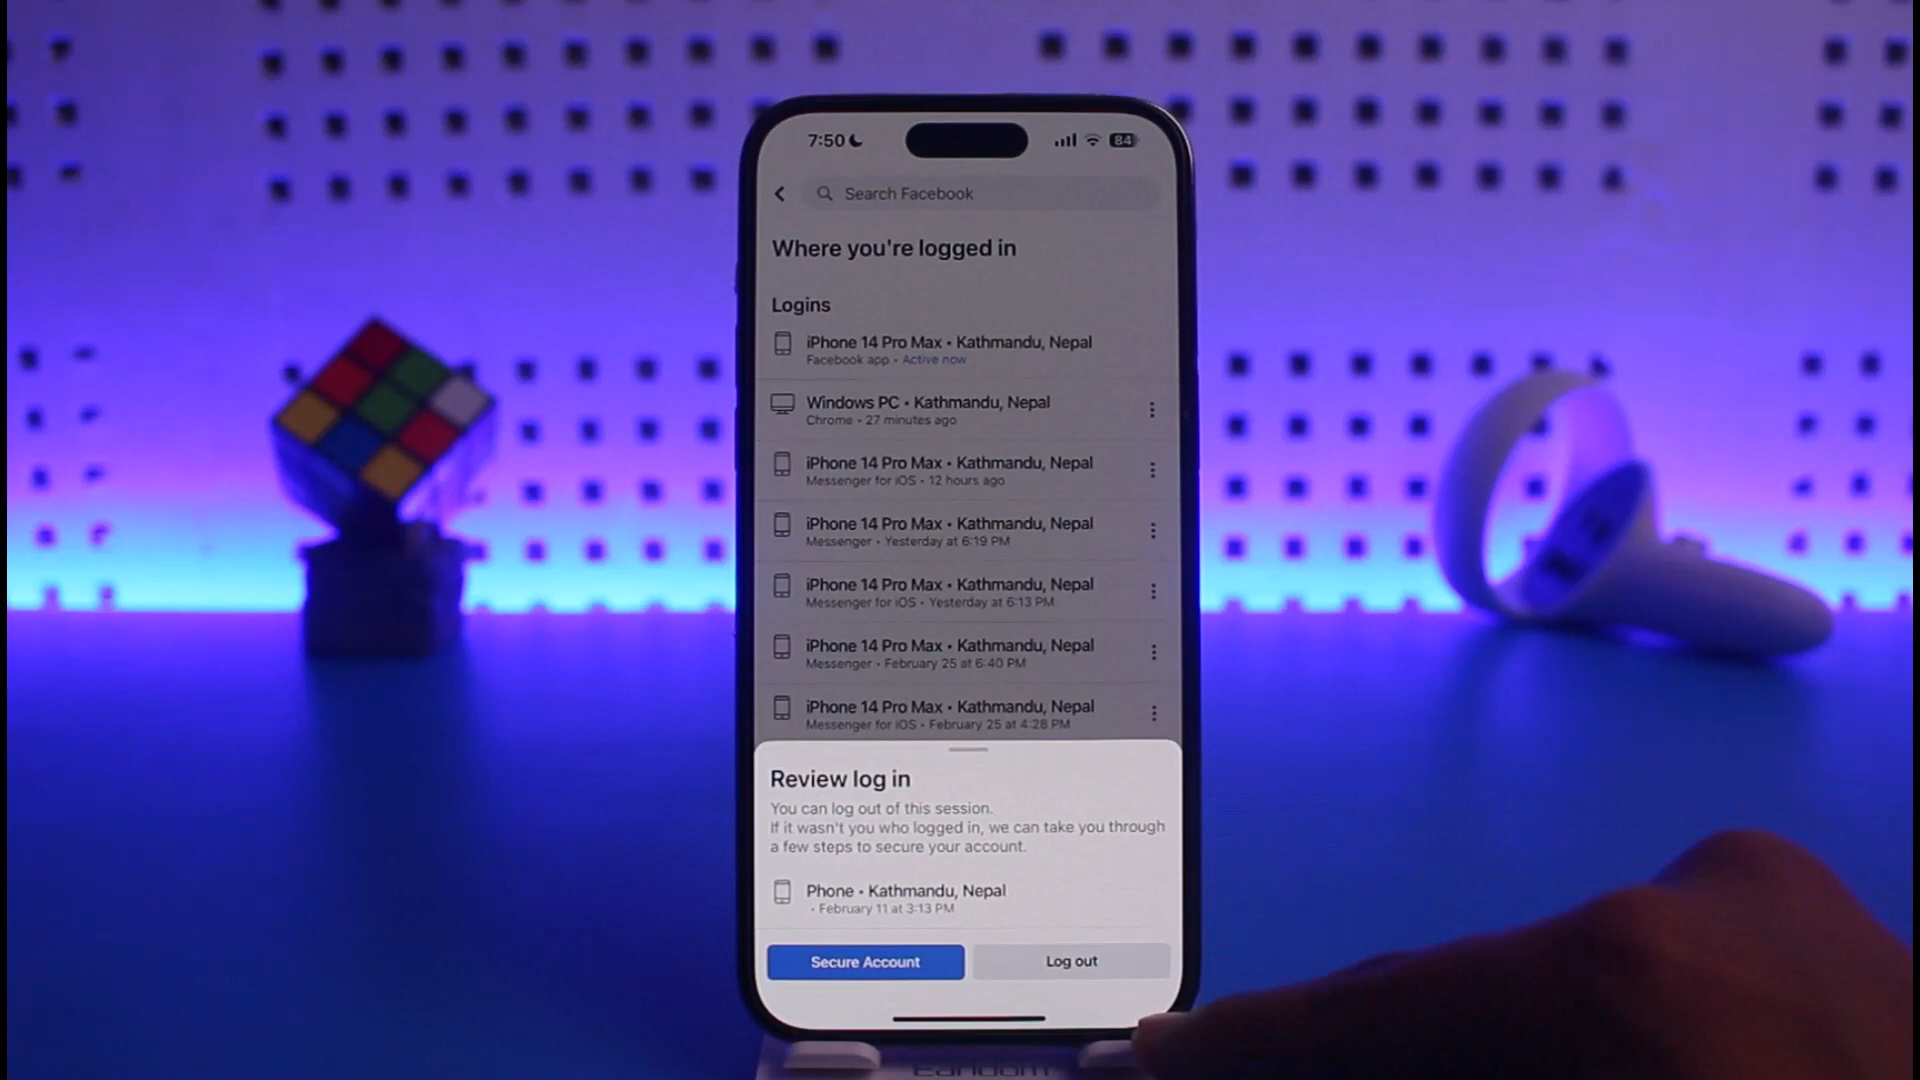 7:50
84
Search Facebook
Where you're logged in
Logins
iPhone 14 Pro Max • Kathmandu, Nepal
Facebook app • Active now
Windows PC • Kathmandu, Nepal
Chrome • 27 minutes ago
iPhone 14 Pro Max • Kathmandu, Nepal
Messenger for iOS • 12 hours ago
iPhone 14 Pro Max • Kathmandu, Nepal
Messenger • Yesterday at 6:19 PM
iPhone 14 Pro Max • Kathmandu, Nepal
Messenger for iOS • Yesterday at 6:13 PM
iPhone 14 Pro Max • Kathmandu, Nepal
Messenger • February 25 at 6:40 PM
iPhone 14 Pro Max • Kathmandu, Nepal
Messenger for iOS • February 25 at 4:28 PM
Review log in
You can log out of this session.
If it wasn't you who logged in, we can take you through
a few steps to secure your account.
Phone • Kathmandu, Nepal
• February 11 at 3:13 PM
Secure Account
Log out